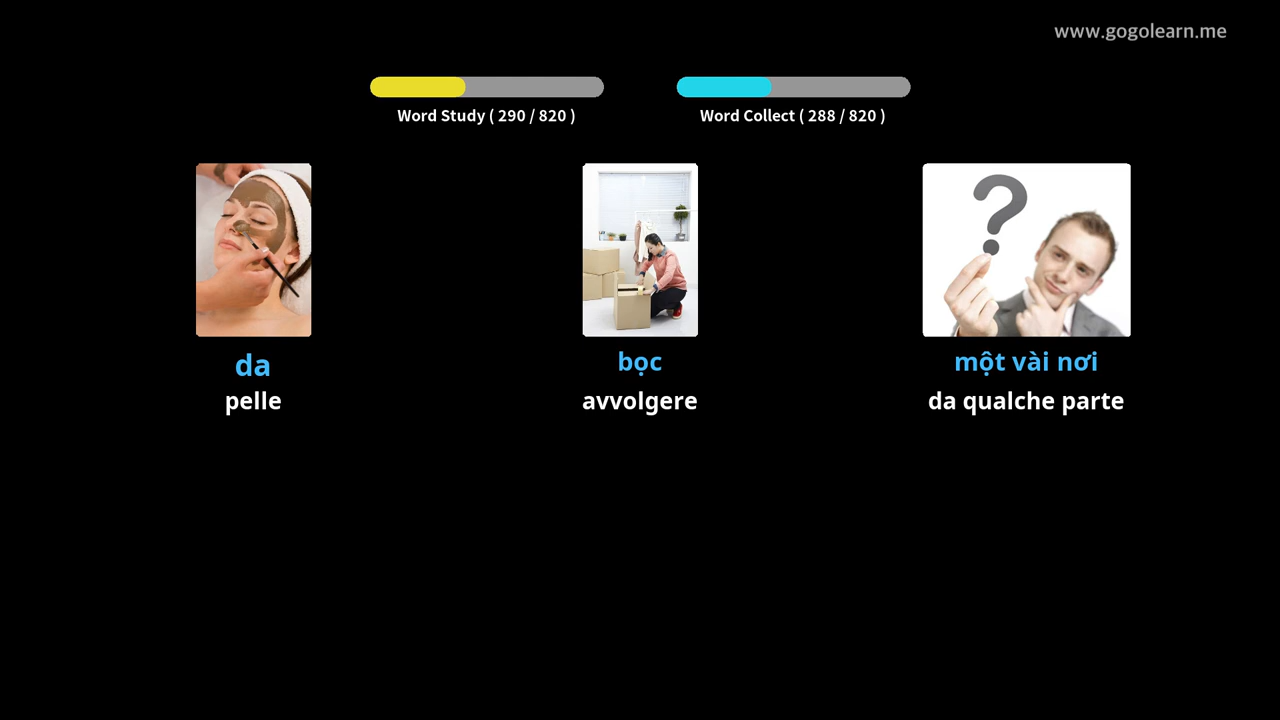 www.gogolearn.me
Word Study ( 290 / 820 )
Word Collect ( 288 / 820 )
da
pelle
bọc
avvolgere
một vài nơi
da qualche parte